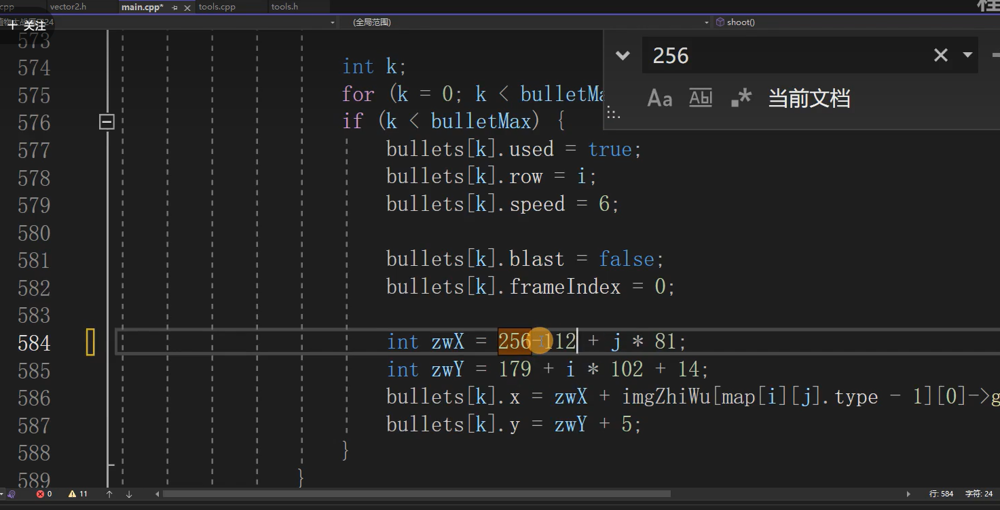 cpp vector2.h main.cpp* tools.cpp tools.h
+ 关注 24 (全局范围) shoot()
256
Aa Abl .* 当前文档
573
574 int k;
575 for (k = 0; k < bulletMa
576 if (k < bulletMax) {
577 bullets[k].used = true;
578 bullets[k].row = i;
579 bullets[k].speed = 6;
580
581 bullets[k].blast = false;
582 bullets[k].frameIndex = 0;
583
584 int zwX = 256-112 + j * 81;
585 int zwY = 179 + i * 102 + 14;
586 bullets[k].x = zwX + imgZhiWu[map[i][j].type - 1][0]->g
587 bullets[k].y = zwY + 5;
588 }
589 }
0 11 行: 584 字符: 24